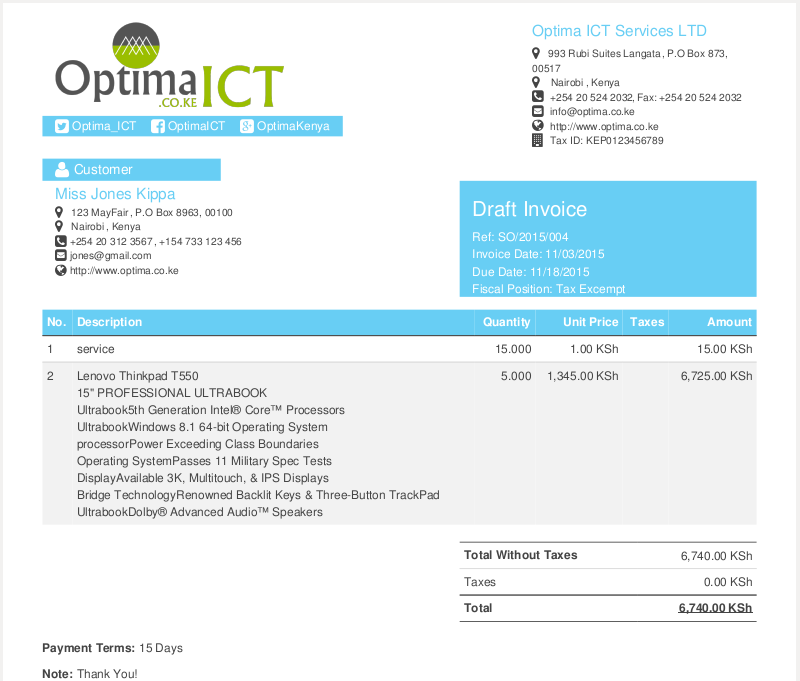 OptimaICT
.CO.KE
Optima_ICT OptimaICT OptimaKenya
Optima ICT Services LTD
993 Rubi Suites Langata, P.O Box 873,
00517
Nairobi , Kenya
+254 20 524 2032, Fax: +254 20 524 2032
info@optima.co.ke
http://www.optima.co.ke
Tax ID: KEP0123456789
Customer
Miss Jones Kippa
123 MayFair, P.O Box 8963, 00100
Nairobi , Kenya
+254 20 312 3567 , +154 733 123 456
jones@gmail.com
http://www.optima.co.ke
Draft Invoice
Ref: SO/2015/004
Invoice Date: 11/03/2015
Due Date: 11/18/2015
Fiscal Position: Tax Excempt
No. Description Quantity Unit Price Taxes Amount
1 service 15.000 1.00 KSh 15.00 KSh
2 Lenovo Thinkpad T550 5.000 1,345.00 KSh 6,725.00 KSh
15" PROFESSIONAL ULTRABOOK
Ultrabook5th Generation Intel® Core™ Processors
UltrabookWindows 8.1 64-bit Operating System
processorPower Exceeding Class Boundaries
Operating SystemPasses 11 Military Spec Tests
DisplayAvailable 3K, Multitouch, & IPS Displays
Bridge TechnologyRenowned Backlit Keys & Three-Button TrackPad
UltrabookDolby® Advanced Audio™ Speakers
Total Without Taxes 6,740.00 KSh
Taxes 0.00 KSh
Total 6,740.00 KSh
Payment Terms: 15 Days
Note: Thank You!